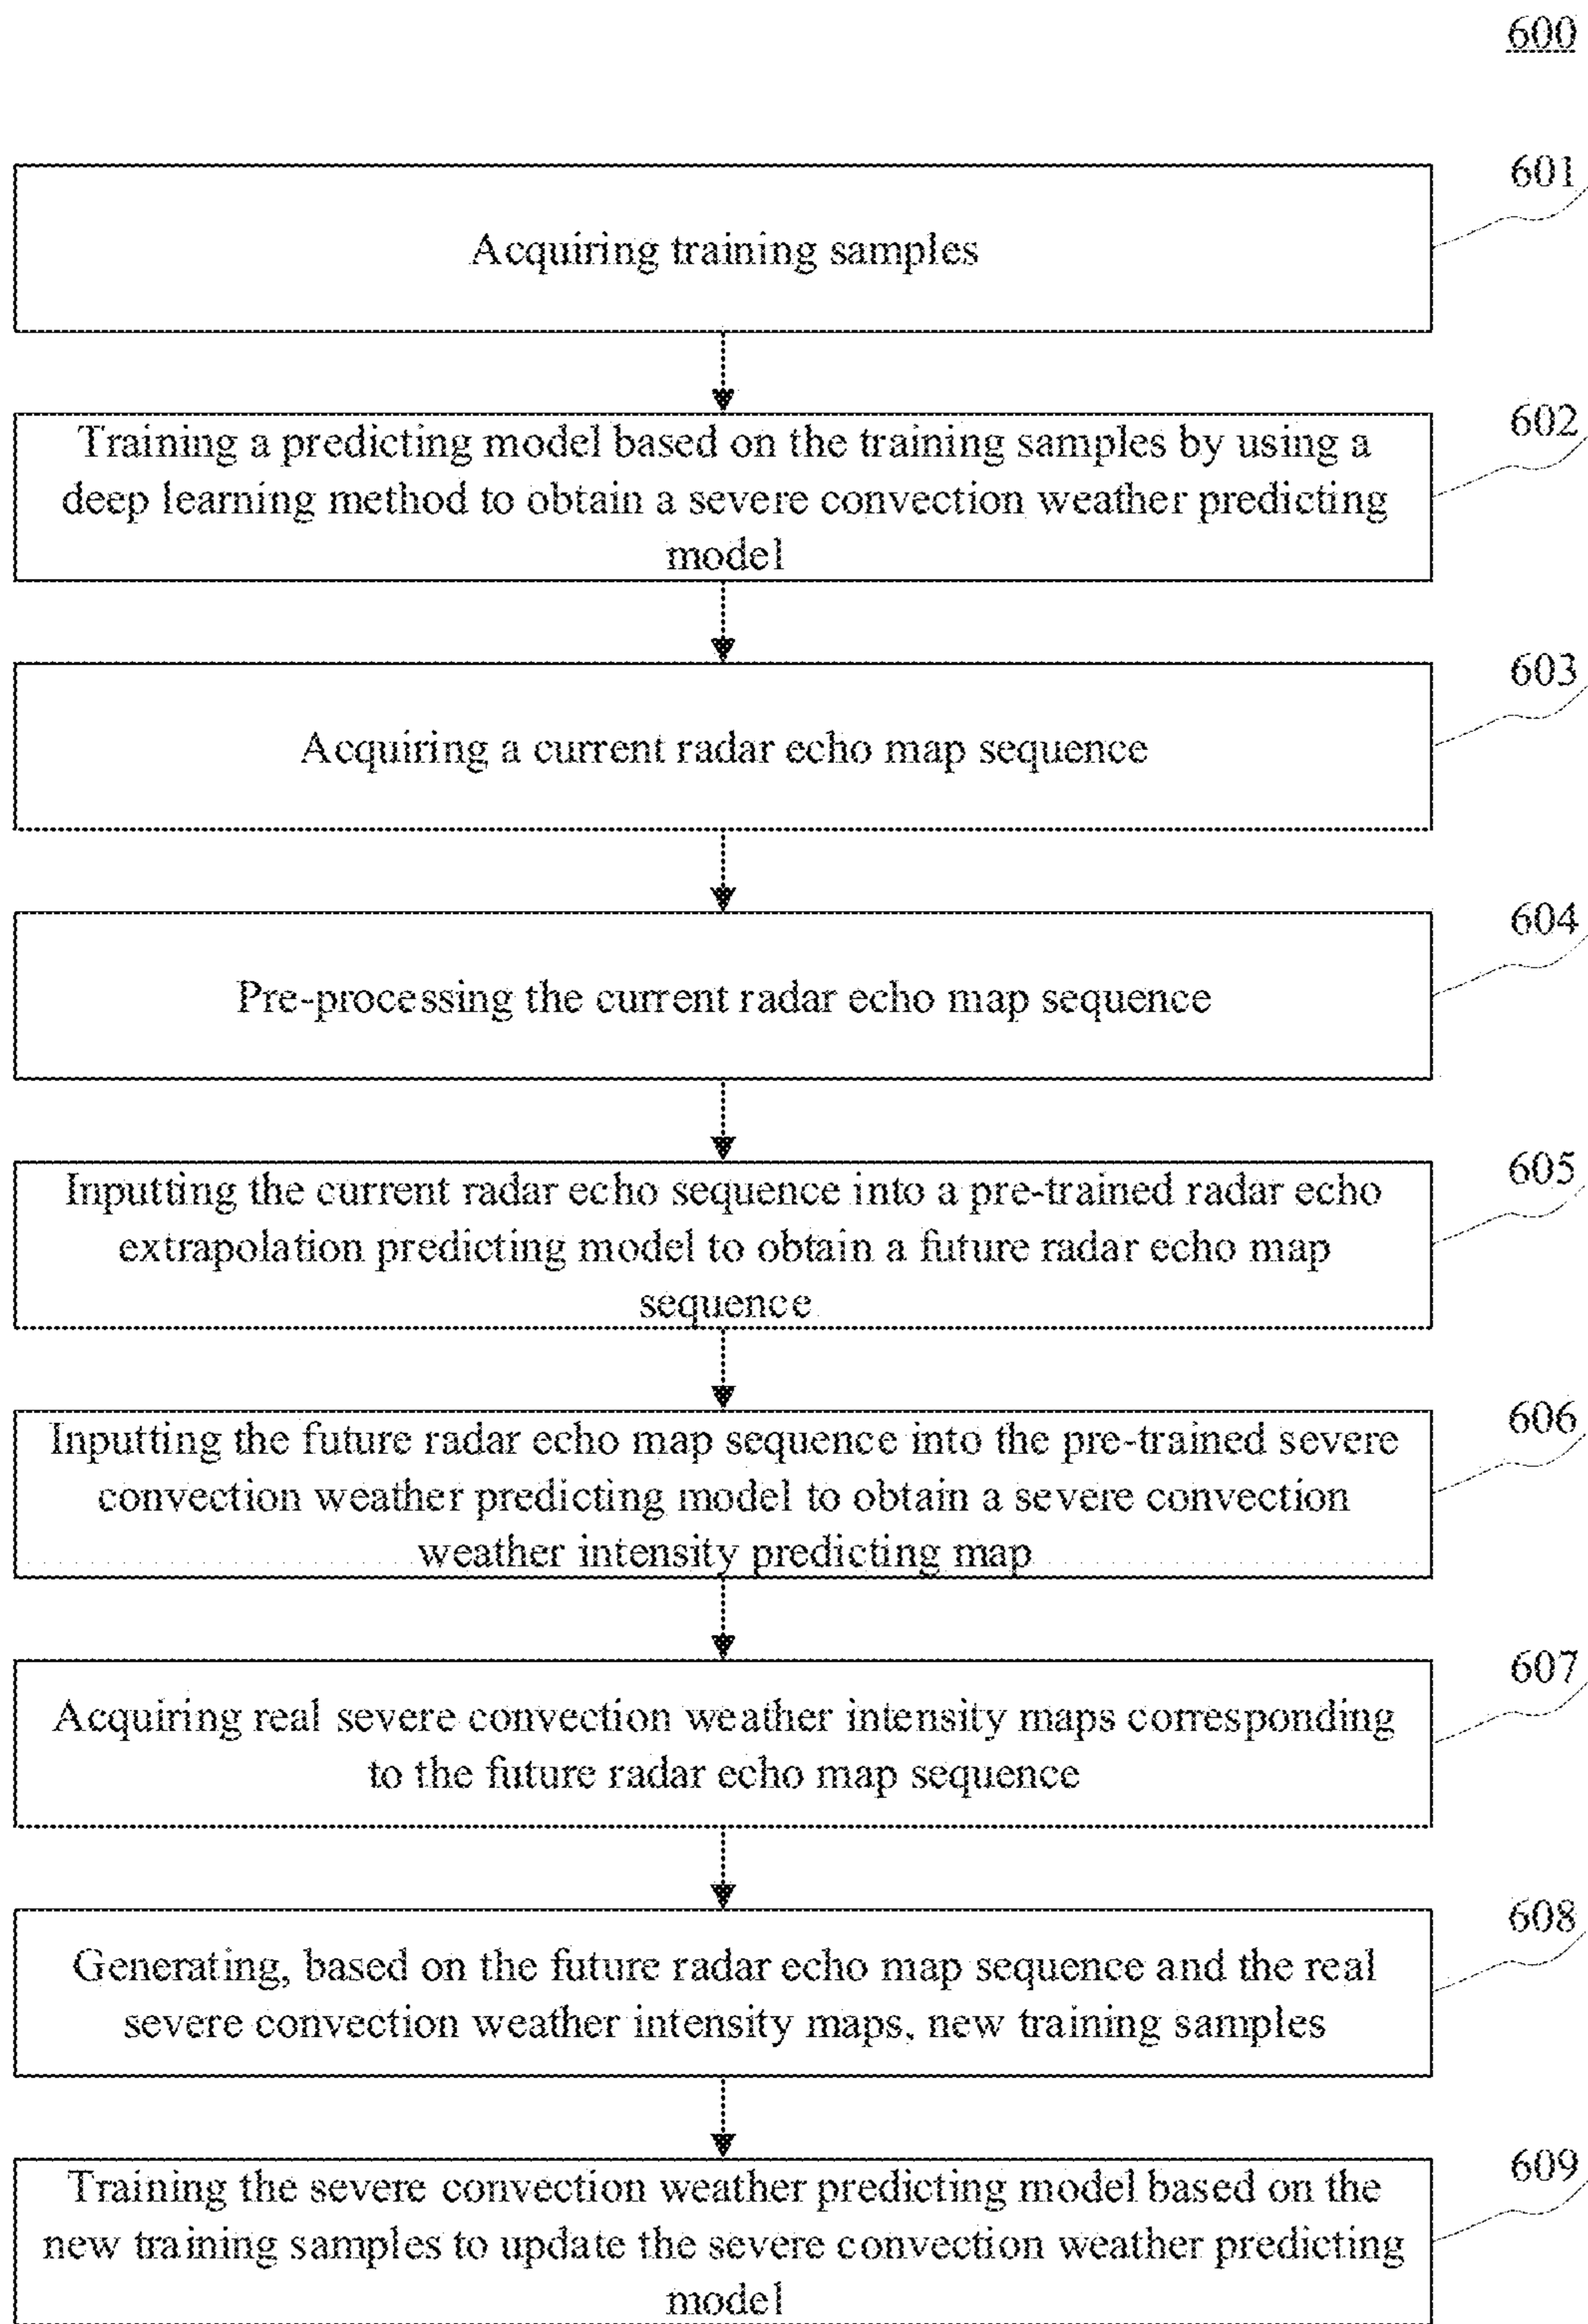 600
601
Acquiring training samples
602
Training a predicting model based on the training samples by using a
deep learning method to obtain a severe convection weather predicting
model
603
Acquiring a current radar echo map sequence
604
Pre-processing the current radar echo map sequence
605
Inputting the current radar echo sequence into a pre-trained radar echo
extrapolation predicting model to obtain a future radar echo map
sequence
606
Inputting the future radar echo map sequence into the pre-trained severe
convection weather predicting model to obtain a severe convection
weather intensity predicting map
607
Acquiring real severe convection weather intensity maps corresponding
to the future radar echo map sequence
608
Generating, based on the future radar echo map sequence and the real
severe convection weather intensity maps, new training samples
609
Training the severe convection weather predicting model based on the
new training samples to update the severe convection weather predicting
model